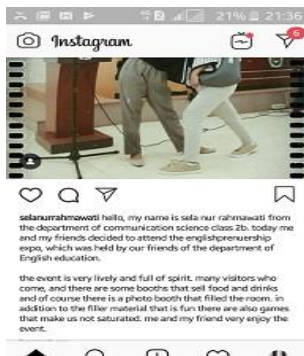 21% 21:36
Instagram
6
selanurrahmawati hello, my name is sela nur rahmawati from
the department of communication science class 2b. today me
and my friends decided to attend the englishprenuership
expo, which was held by our friends of the department of
English education.
the event is very lively and full of spirit. many visitors who
come, and there are some booths that sell food and drinks
and of course there is a photo booth that filled the room. in
addition to the filler material that is fun there are also games
that make us not saturated. me and my friend very enjoy the
event.